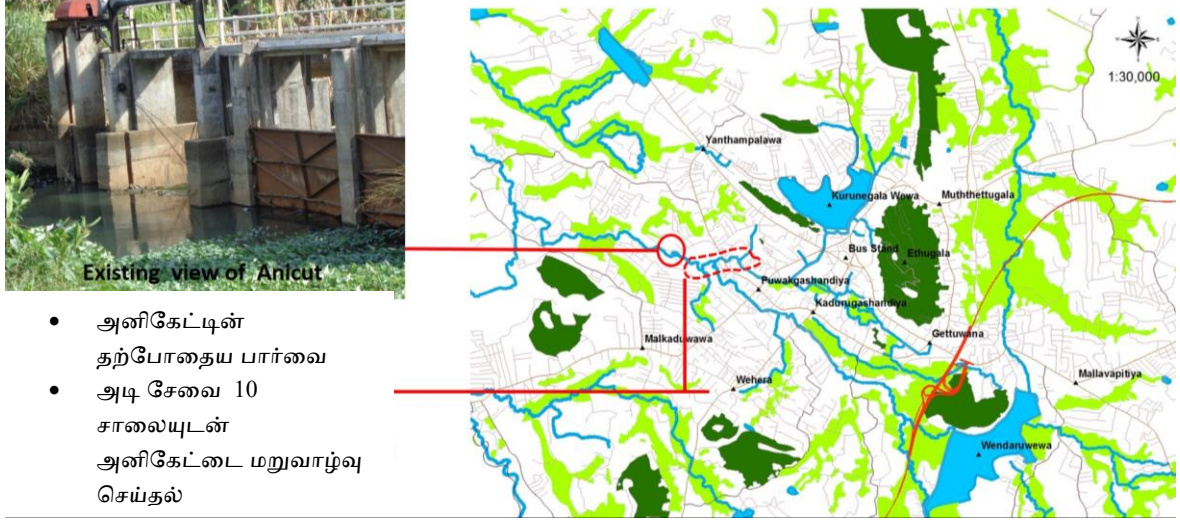 Existing view of Anicut
• அனிகேட்டின்
தற்போதைய பார்வை
• அடி சேவை 10
சாலையுடன்
அனிகேட்டை மறுவாழ்வு
செய்தல்
1:30,000
Yanthampalawa
Kurunegala Wowa
Muththettugala
Bus Stand
Ethugala
Puwakgashandiya
Kadurugashandiya
Gettuwana
Malkaduwawa
Wehera
Mallavapitiya
Wendaruwewa